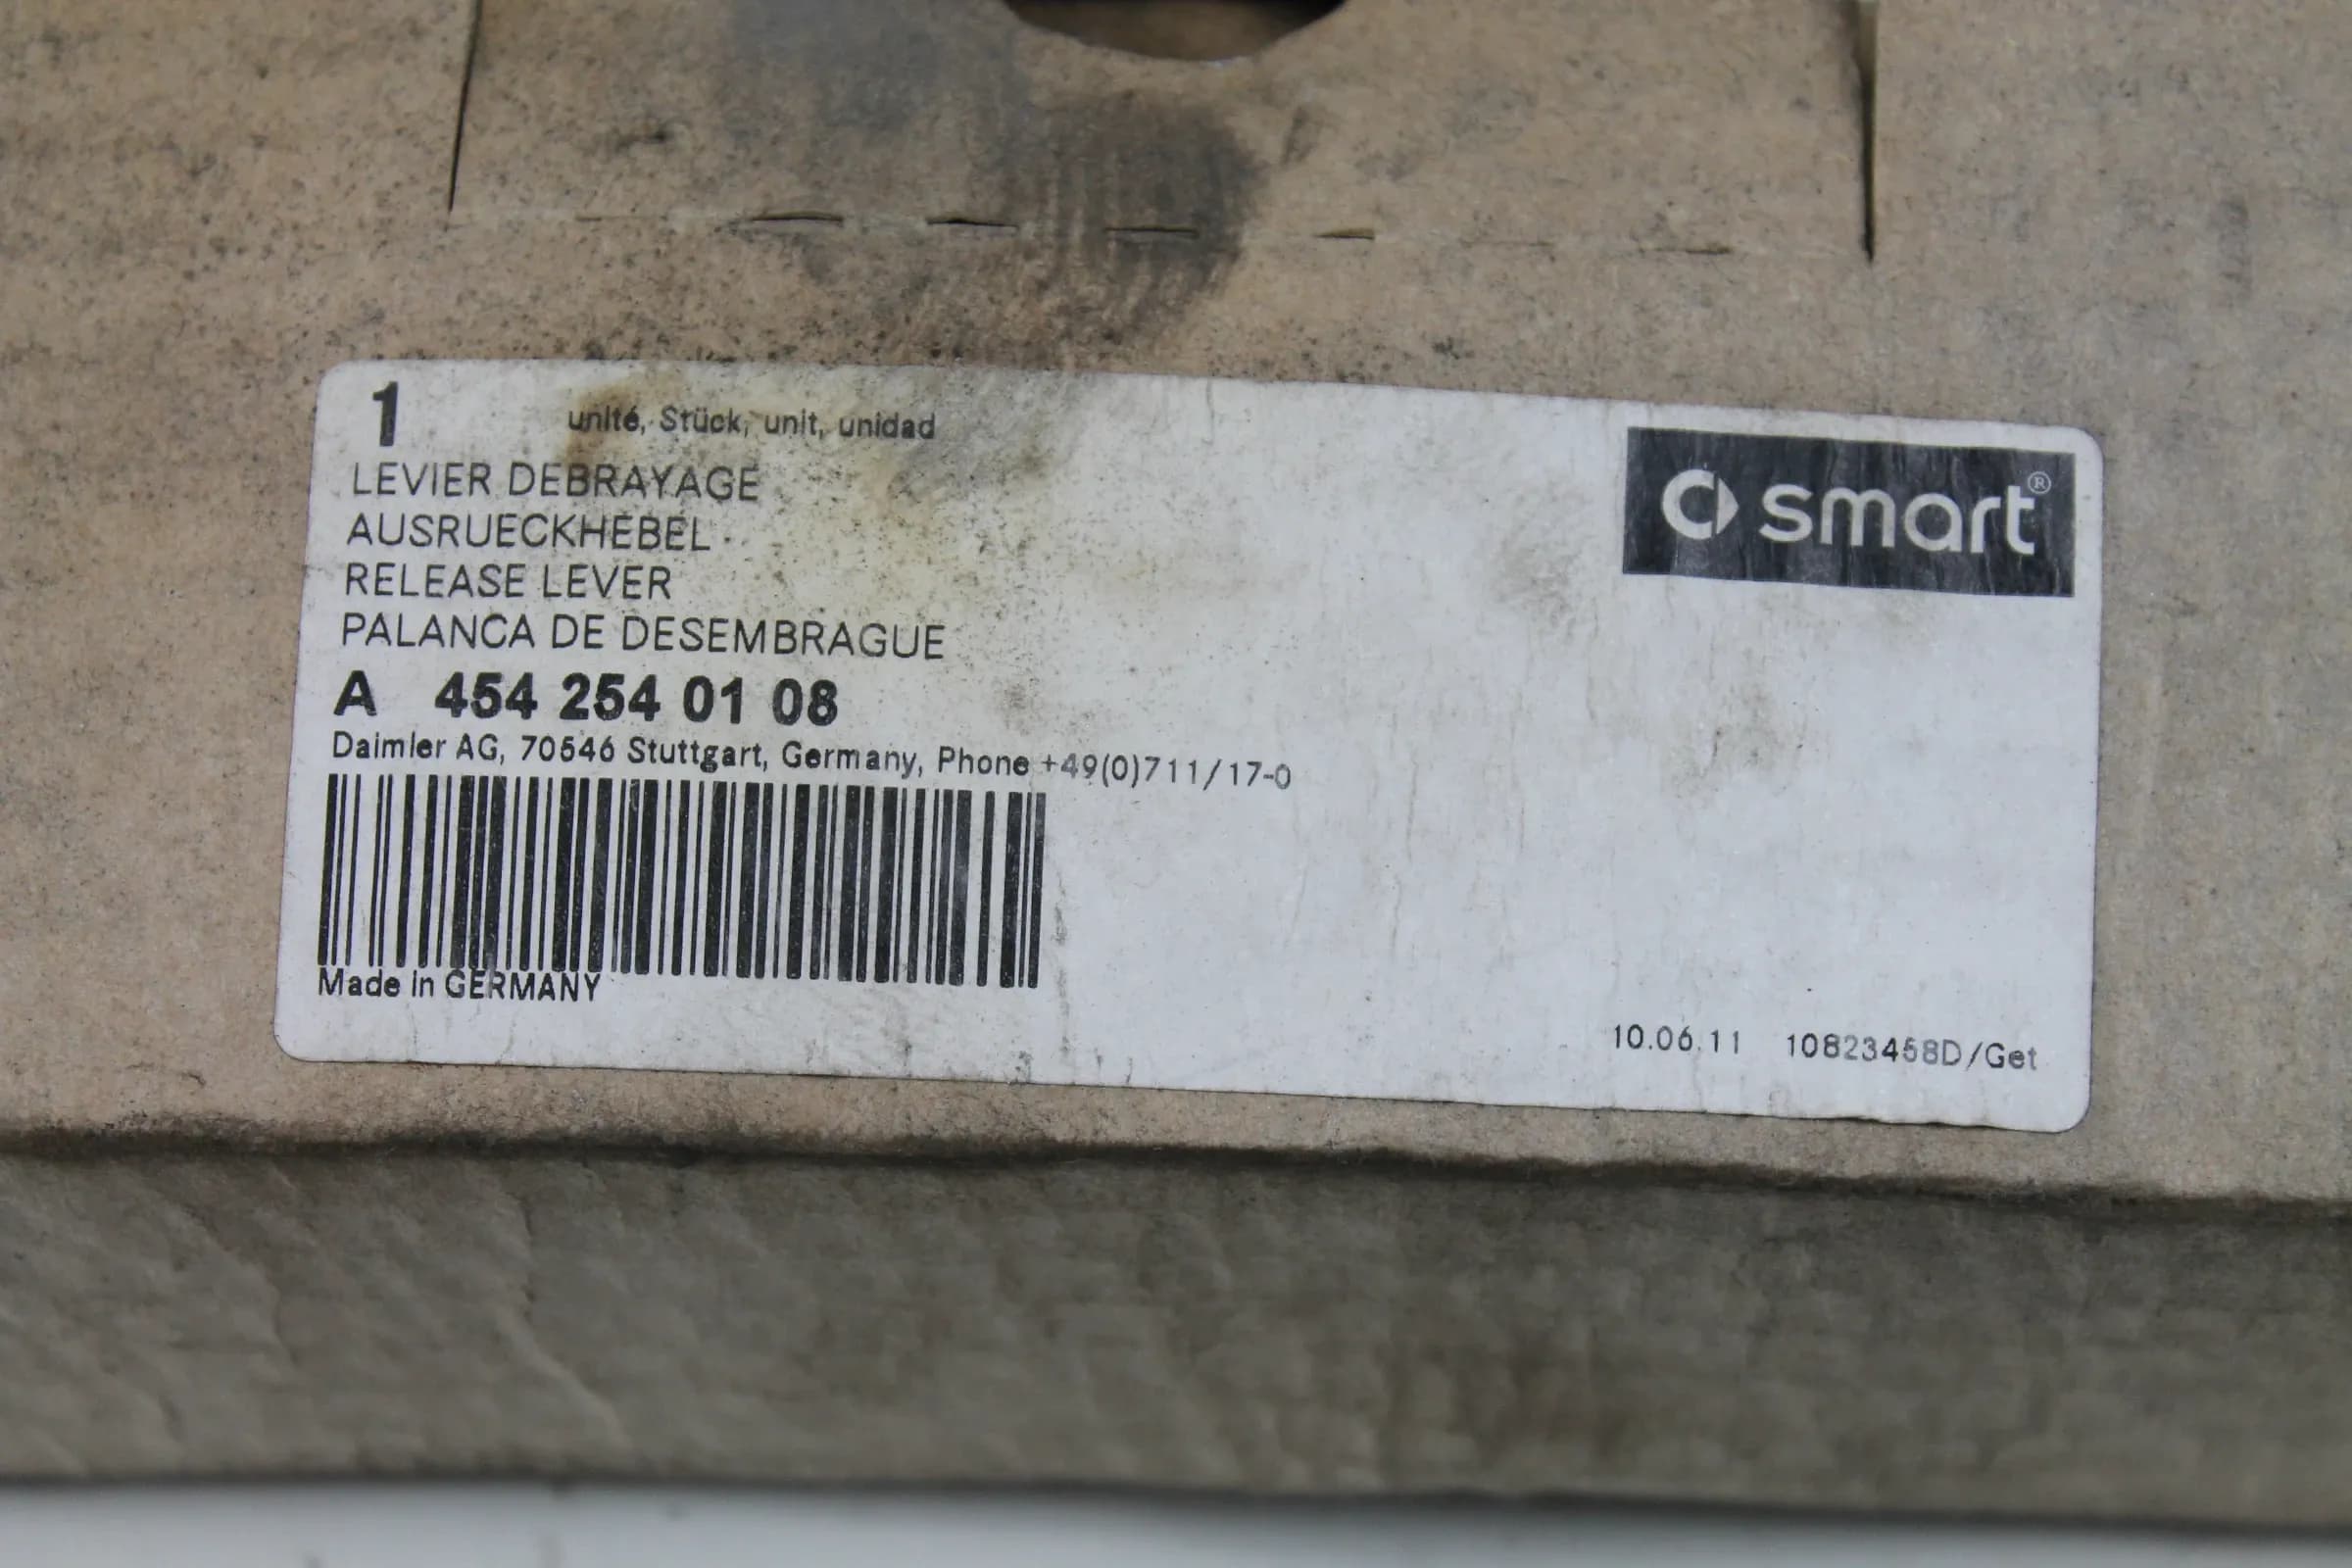 1 unité, Stück, unit, unidad
smart®
LEVIER DEBRAYAGE
AUSRUECKHEBEL
RELEASE LEVER
PALANCA DE DESEMBRAGUE
A 454 254 01 08
Daimler AG, 70546 Stuttgart, Germany, Phone +49(0)711/17-0
Made in GERMANY
10.06.11 10823458D/Get